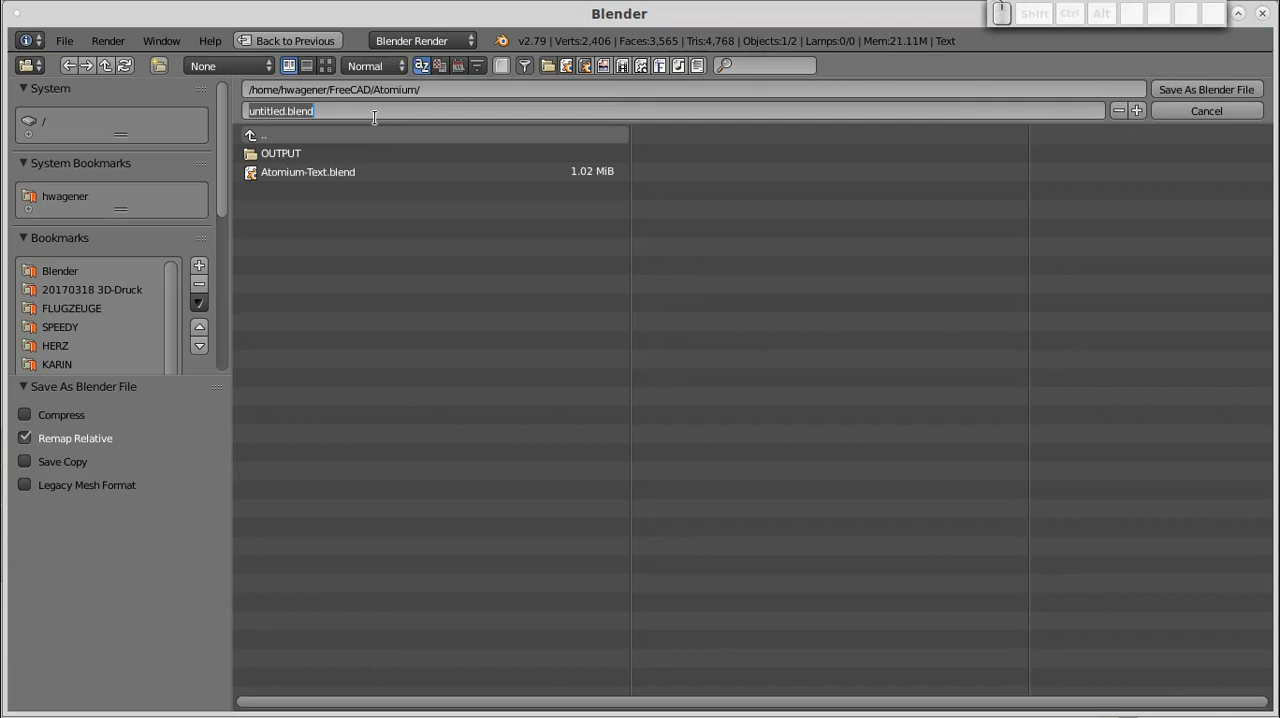 Blender
Shift Ctrl Alt
File Render Window Help Back to Previous Blender Render v2.79 | Verts:2,406 | Faces:3,565 | Tris:4,768 | Objects:1/2 | Lamps:0/0 | Mem:21.11M | Text
None Normal
System
/home/hwagener/FreeCAD/Atomium/ Save As Blender File
untitled.blend Cancel
/
..
OUTPUT
System Bookmarks
Atomium-Text.blend 1.02 MiB
hwagener
Bookmarks
Blender
20170318 3D-Druck
FLUGZEUGE
SPEEDY
HERZ
KARIN
Save As Blender File
Compress
Remap Relative
Save Copy
Legacy Mesh Format